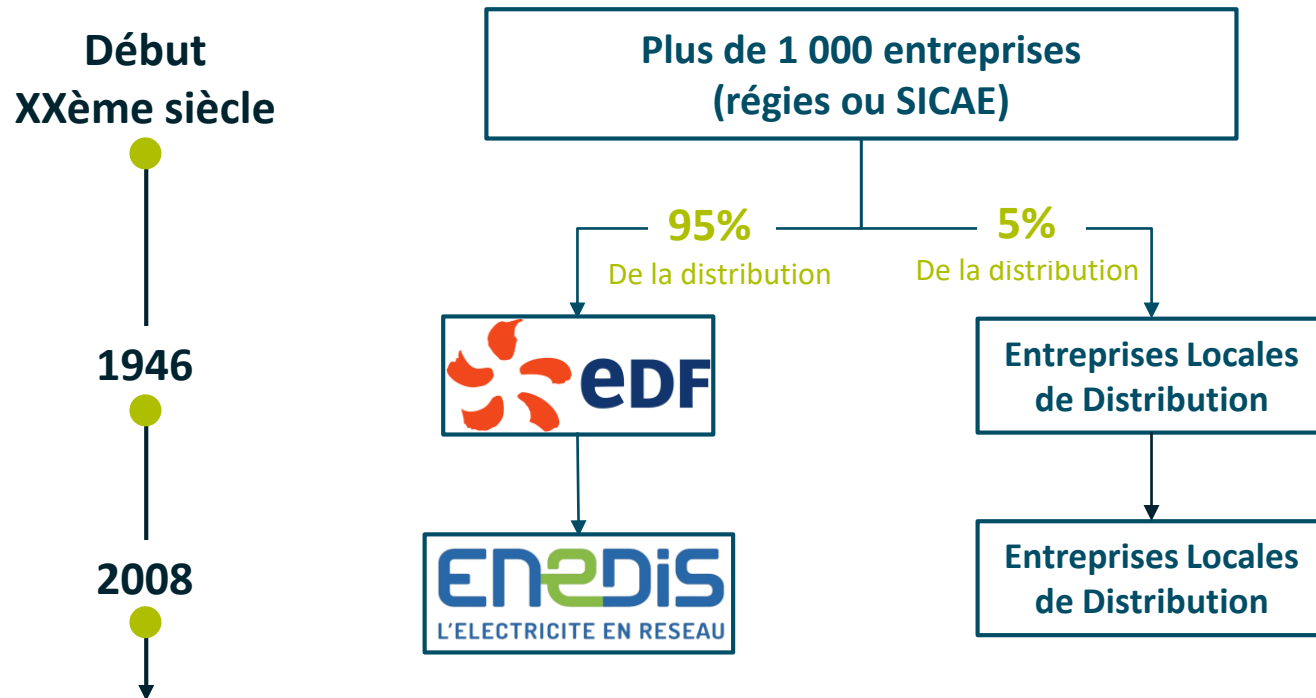 Début
XXème siècle
Plus de 1 000 entreprises
(régies ou SICAE)
95%
De la distribution
5%
De la distribution
1946
eDF
Entreprises Locales
de Distribution
2008
ENEDIS
L'ELECTRICITE EN RESEAU
Entreprises Locales
de Distribution